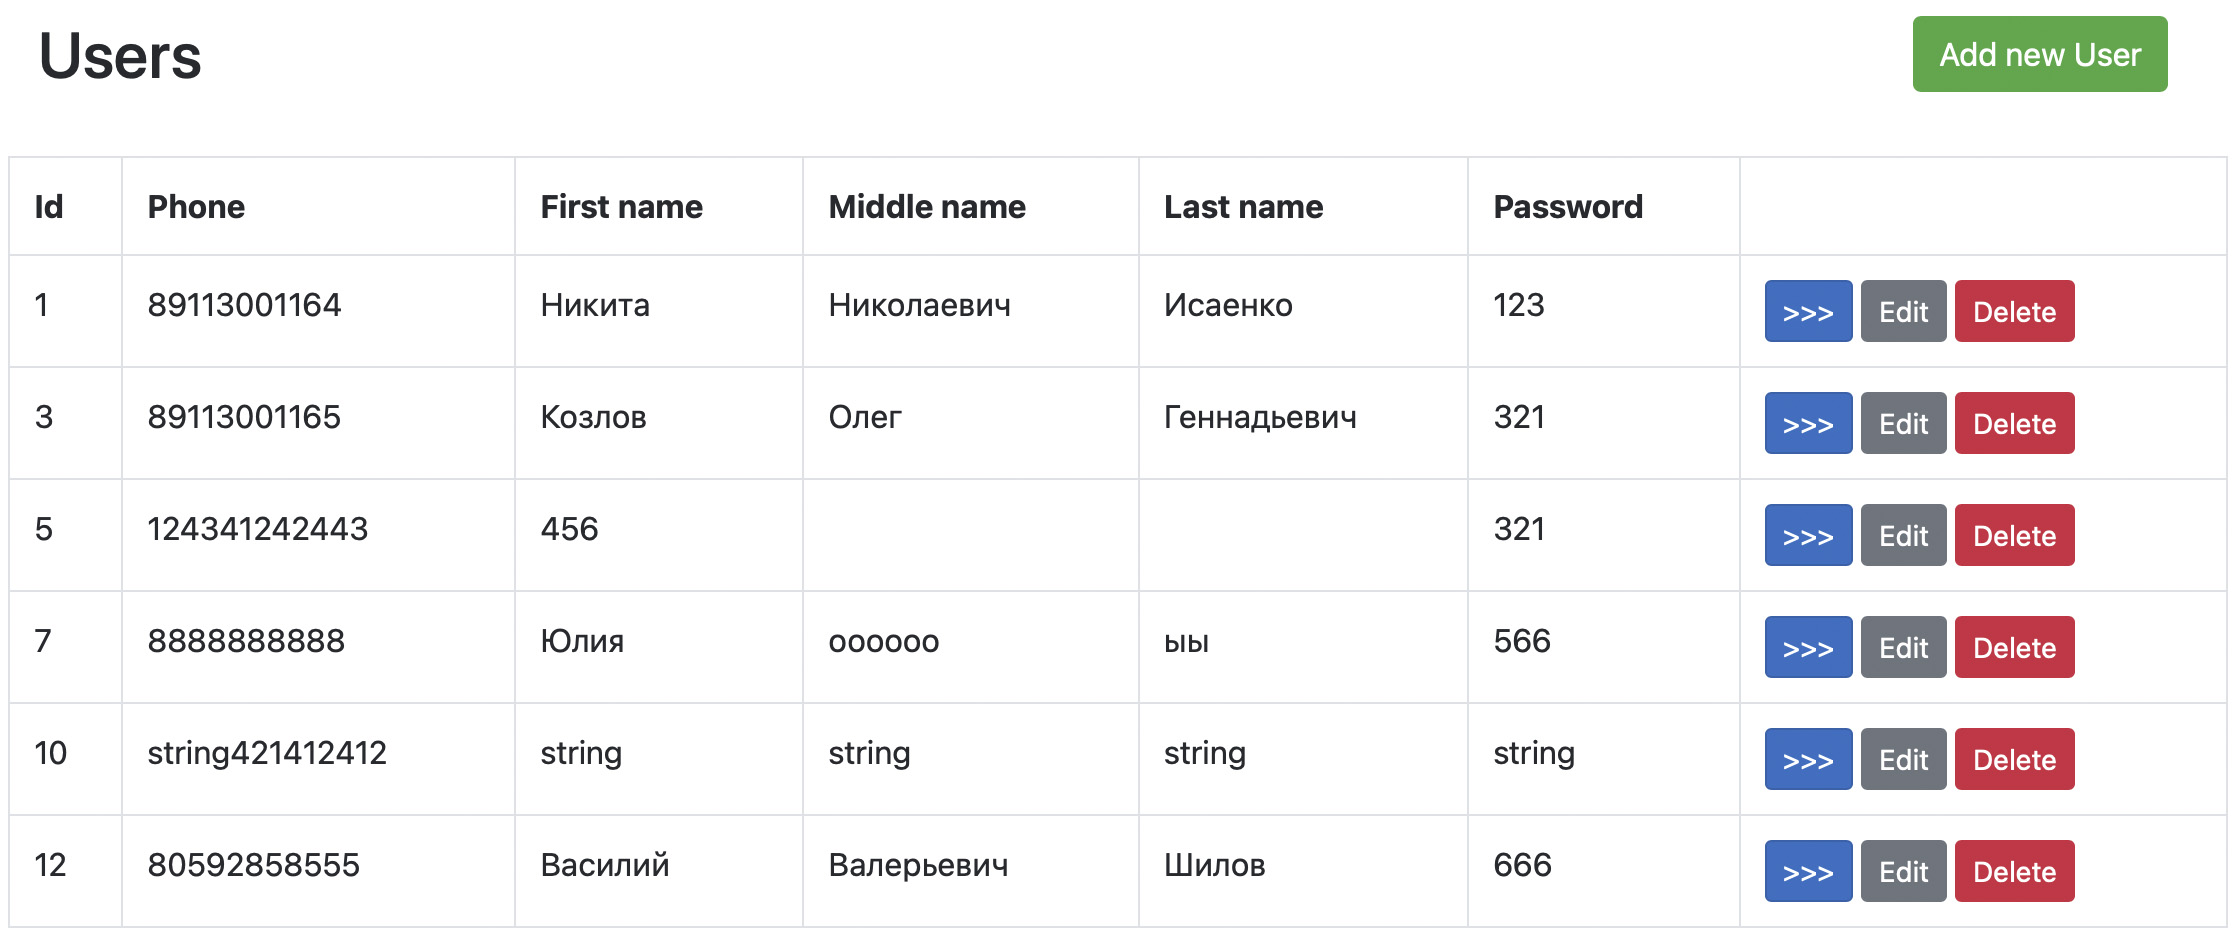 Users
Add new User
Id Phone First name Middle name Last name Password
1 89113001164 Никита Николаевич Исаенко 123 >>> Edit Delete
3 89113001165 Козлов Олег Геннадьевич 321 >>> Edit Delete
5 124341242443 456 321 >>> Edit Delete
7 8888888888 Юлия оооооо ыы 566 >>> Edit Delete
10 string421412412 string string string string >>> Edit Delete
12 80592858555 Василий Валерьевич Шилов 666 >>> Edit Delete